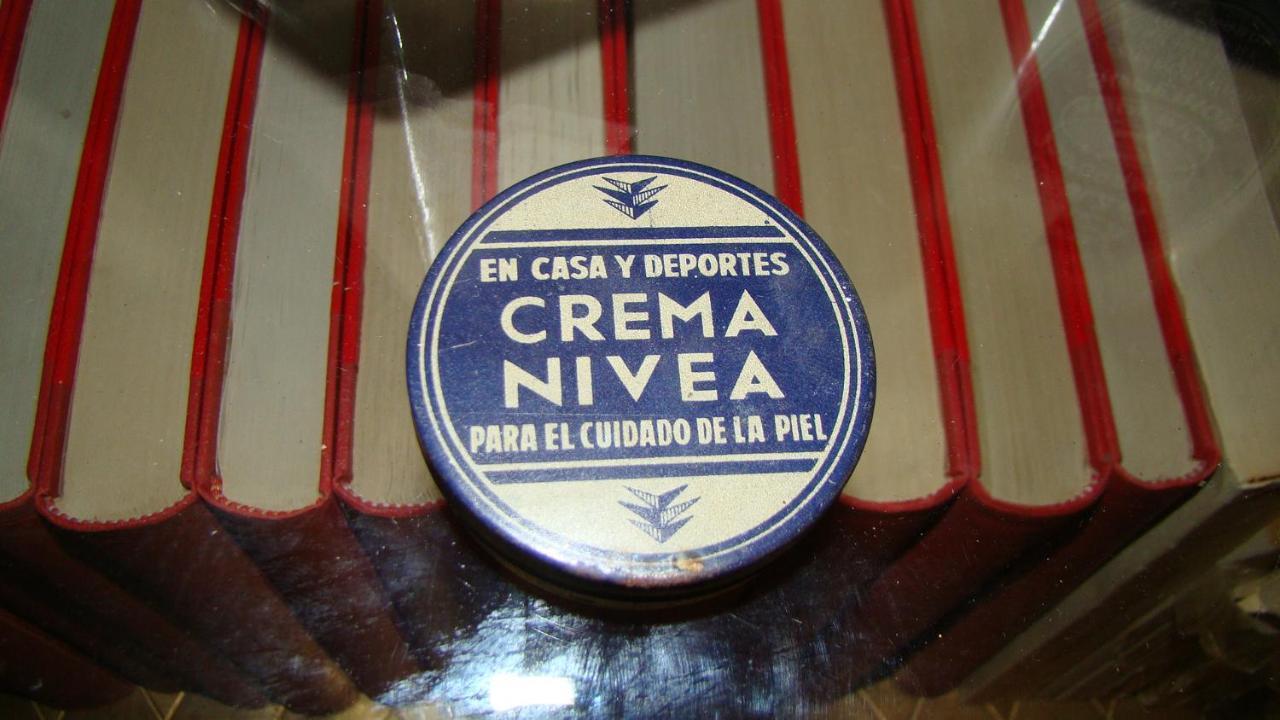 EN CASA Y DEPORTES
CREMA
NIVEA
PARA EL CUIDADO DE LA PIEL